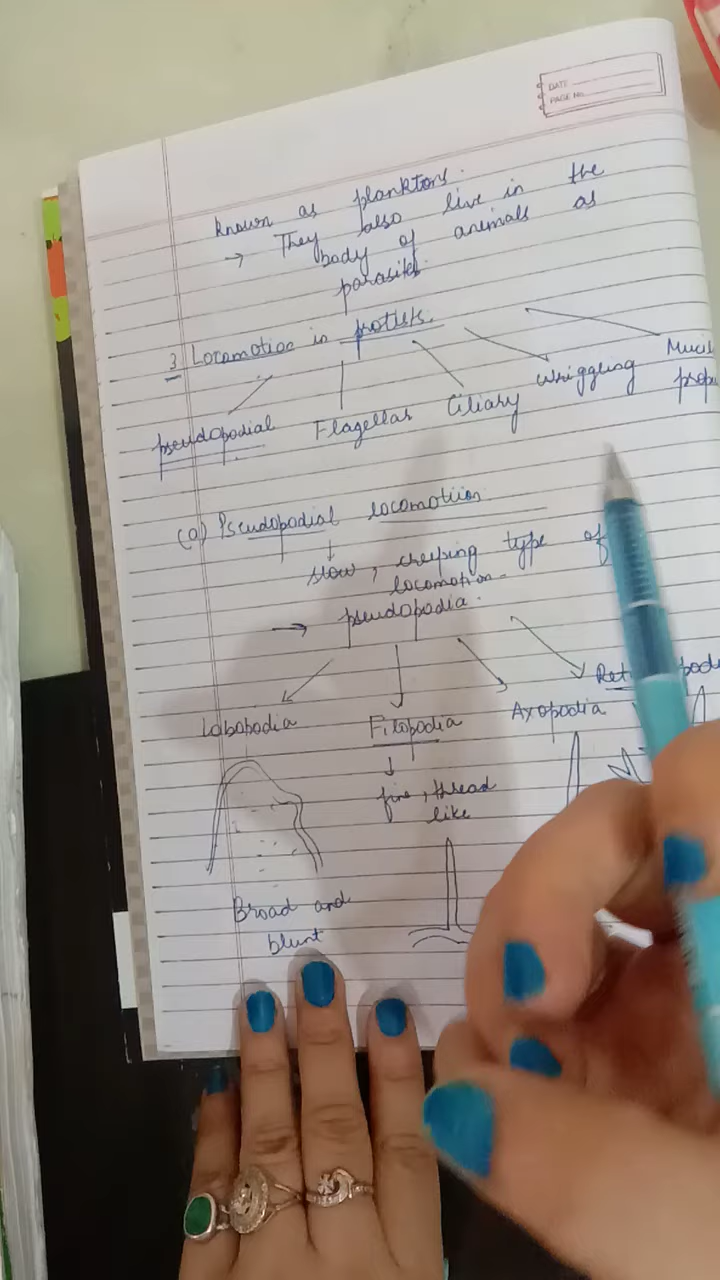 DATE
PAGE No.
known as planktons.
→ They also live in the
body of animals as
parasites.
3 Locomotion in protists.
pseudopodial Flagellar Ciliary Wriggling
(a) Pseudopodial locomotion
↓
slow, creeping type of
locomotion.
→ pseudopodia.
Lobopodia Filopodia Axopodia
↓
fine, thread
like
Broad and
blunt